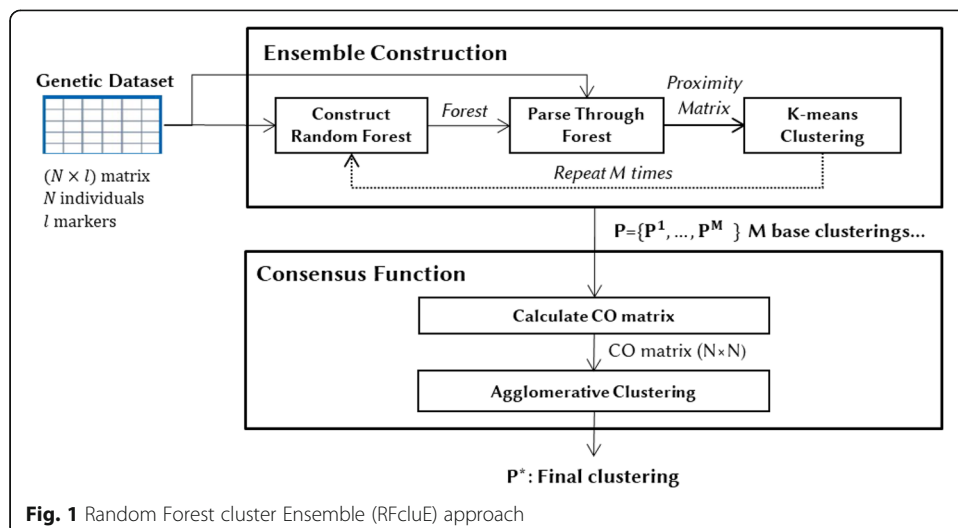 Ensemble Construction
Genetic Dataset
(N × l) matrix
N individuals
l markers
Construct
Random Forest
Forest
Parse Through
Forest
Proximity
Matrix
K-means
Clustering
Repeat M times
P={P¹, ..., Pᴹ } M base clusterings...
Consensus Function
Calculate CO matrix
CO matrix (N×N)
Agglomerative Clustering
P*: Final clustering
Fig. 1 Random Forest cluster Ensemble (RFcluE) approach